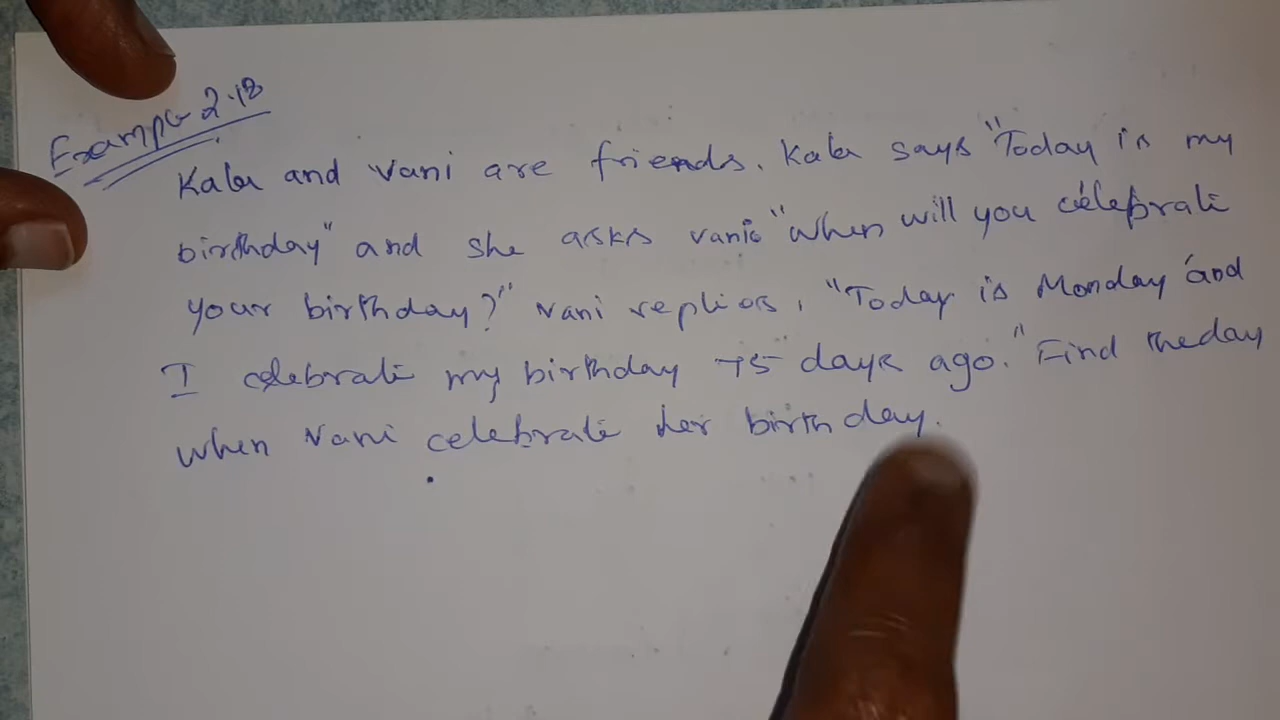 Example 2.18
Kala and Vani are friends. Kala says "Today is my
birthday" and she asks vani "When will you celebrate
your birthday?" Vani replies, "Today is Monday and
I celebrate my birthday 75 days ago." Find the day
when Vani celebrate her birthday.